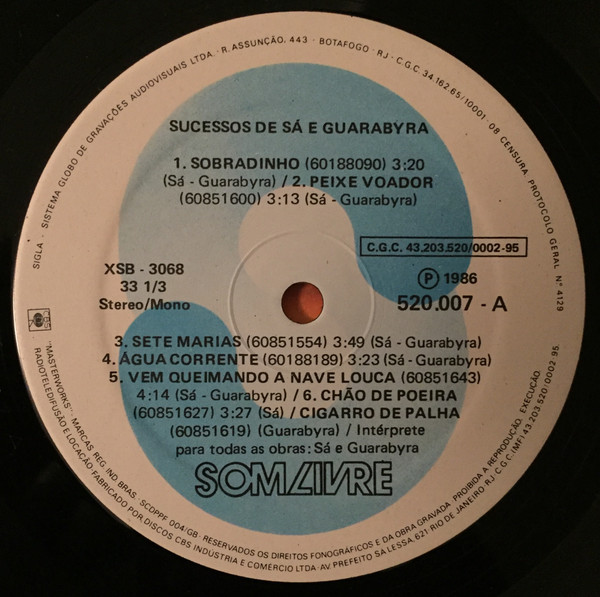 SIGLA - SISTEMA GLOBO DE GRAVAÇÕES AUDIOVISUAIS LTDA. · R. ASSUNÇÃO, 443 - BOTAFOGO - RJ - C.G.C. 34.162.65/10001 - 08 CENSURA PROTOCOLO GERAL Nº 4129
SUCESSOS DE SÁ E GUARABYRA
1. SOBRADINHO (60188090) 3:20
(Sá - Guarabyra) / 2. PEIXE VOADOR
(60851600) 3:13 (Sá - Guarabyra)
C.G.C. 43.203.520/0002-95
XSB - 3068
33 1/3
Stereo/Mono
℗ 1986
520.007 - A
3. SETE MARIAS (60851554) 3:49 (Sá - Guarabyra)
4. ÁGUA CORRENTE (60188189) 3:23 (Sá - Guarabyra)
5. VEM QUEIMANDO A NAVE LOUCA (60851643)
4:14 (Sá - Guarabyra) / 6. CHÃO DE POEIRA
(60851627) 3:27 (Sá) / CIGARRO DE PALHA
(60851619) (Guarabyra) / Intérprete
para todas as obras: Sá e Guarabyra
SOM LIVRE
CBS
"MASTERWORKS". MARCAS REG. IND. BRAS. - SCDPPF 004/GB - RESERVADOS OS DIREITOS FONOGRÁFICOS E DA OBRA GRAVADA. PROIBIDA A REPRODUÇÃO, EXECUÇÃO,
RADIOTELEDIFUSÃO E LOCAÇÃO - FABRICADO POR DISCOS CBS INDÚSTRIA E COMERCIO LTDA - AV. PREFEITO SÁ LESSA, 621 RIO DE JANEIRO RJ - C.G.C. (MF) 43.203.520/0002 95.